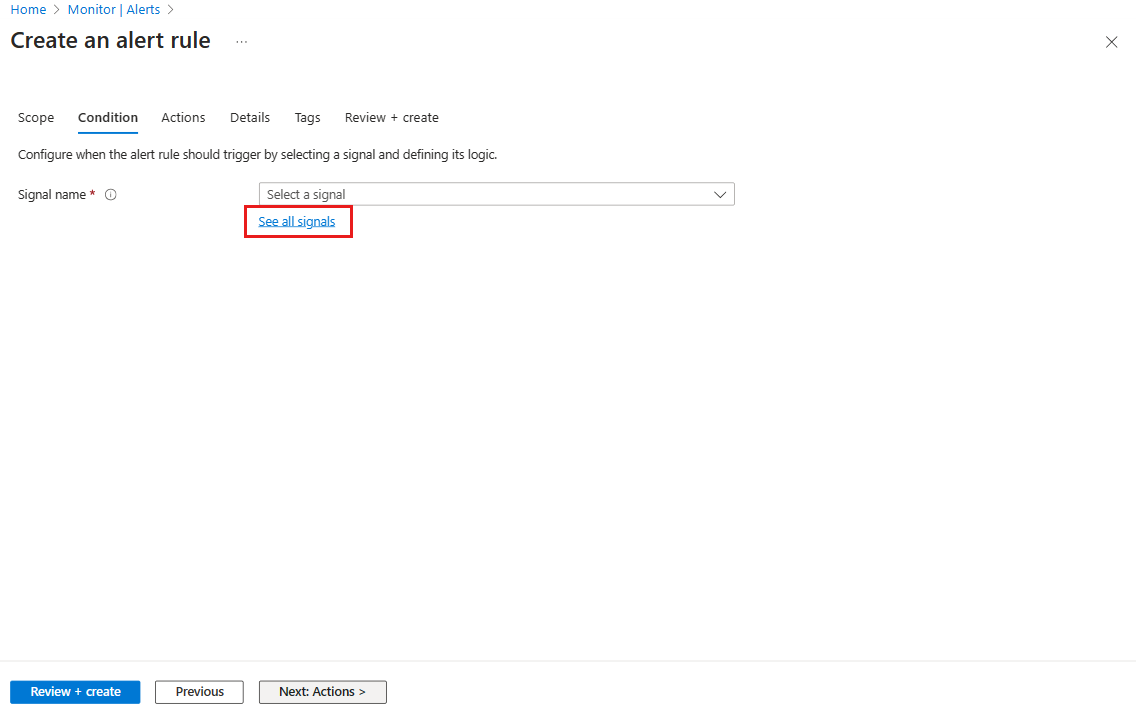 Home > Monitor | Alerts >
Create an alert rule ...
Scope Condition Actions Details Tags Review + create
Configure when the alert rule should trigger by selecting a signal and defining its logic.
Signal name * Select a signal
See all signals
Review + create Previous Next: Actions >